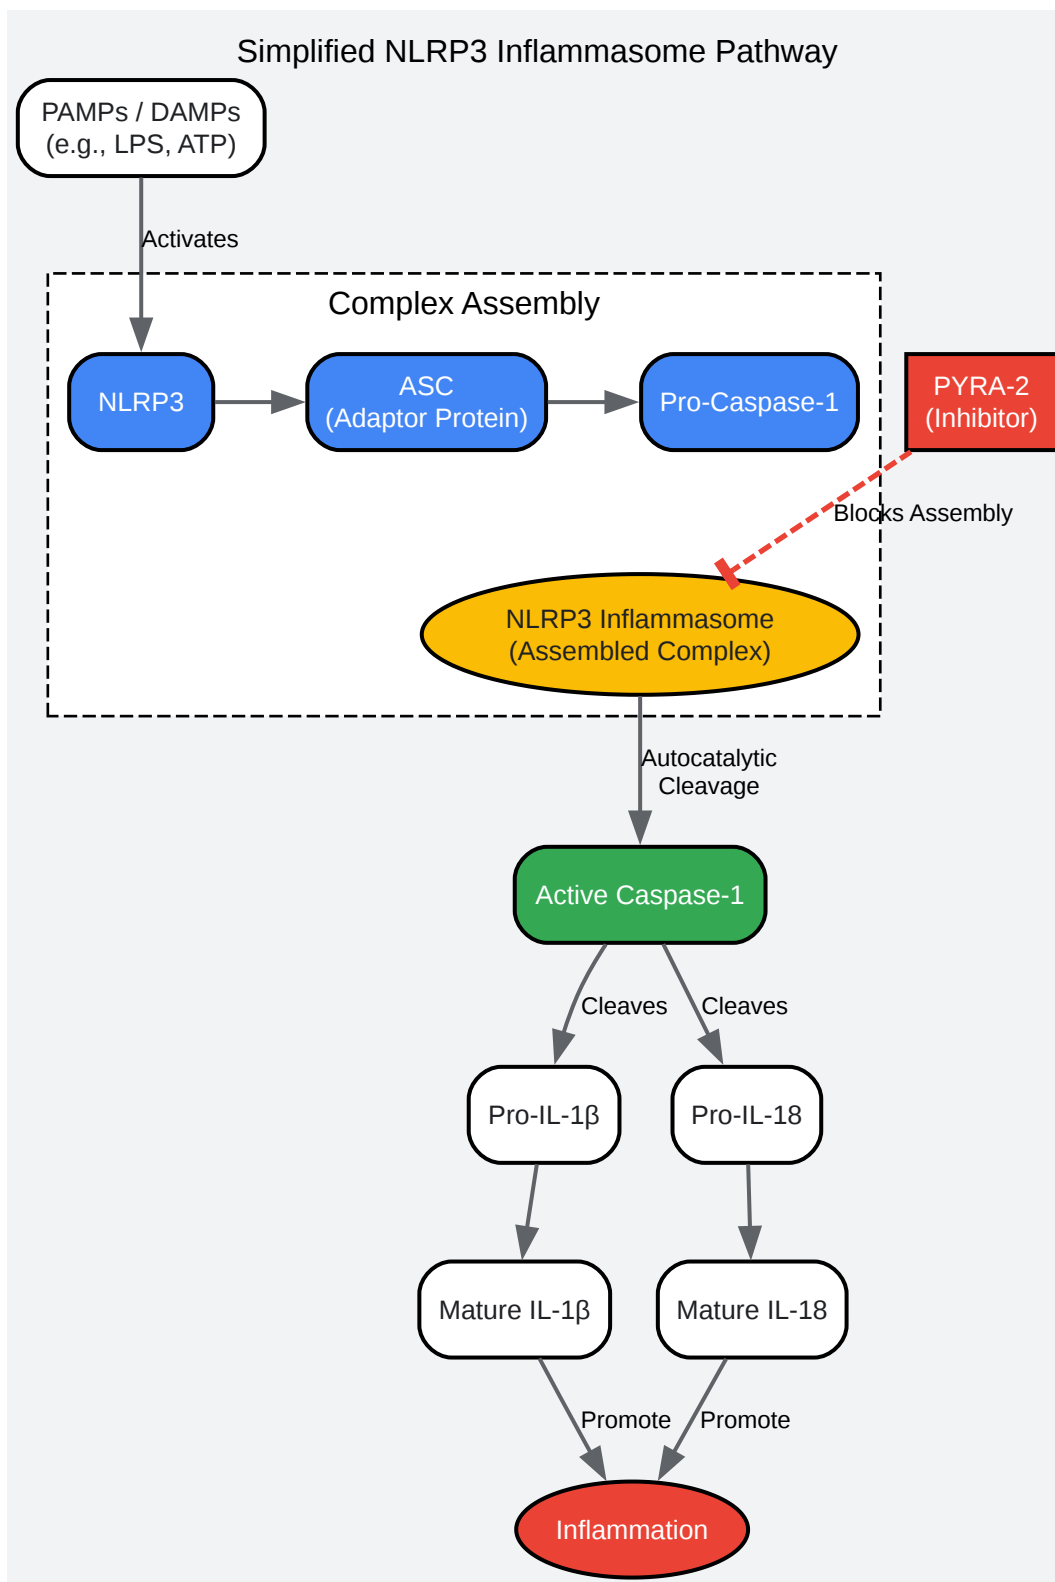 Simplified NLRP3 Inflammasome Pathway
PAMPs / DAMPs
(e.g., LPS, ATP)
Activates
Complex Assembly
NLRP3
ASC
(Adaptor Protein)
Pro-Caspase-1
PYRA-2
(Inhibitor)
Blocks Assembly
NLRP3 Inflammasome
(Assembled Complex)
Autocatalytic
Cleavage
Active Caspase-1
Cleaves
Cleaves
Pro-IL-1β
Pro-IL-18
Mature IL-1β
Mature IL-18
Promote
Promote
Inflammation